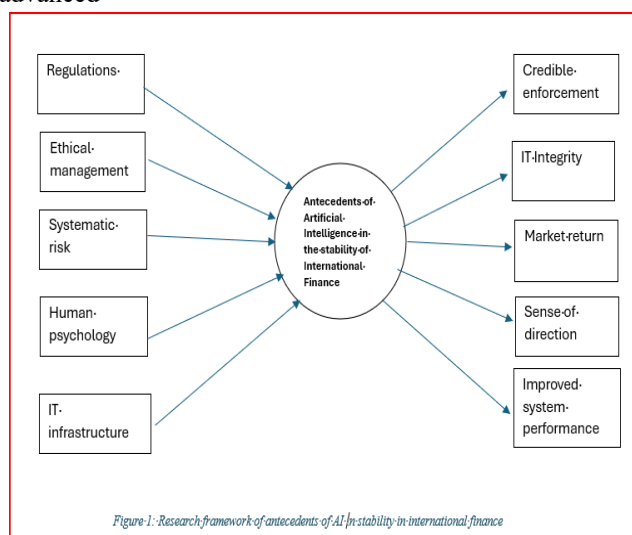 advanced
Regulations·
Ethical·
management
Systematic·
risk
Human·
psychology
IT·
infrastructure
Antecedents·of·
Artificial·
Intelligence·in·
the·stability·of·
International·
Finance
Credible·
enforcement
IT·Integrity
Market·return
Sense·of·
direction
Improved·
system·
performance
Figure·1:·Research·framework·of·antecedents·of·AI·in·stability·in·international·finance